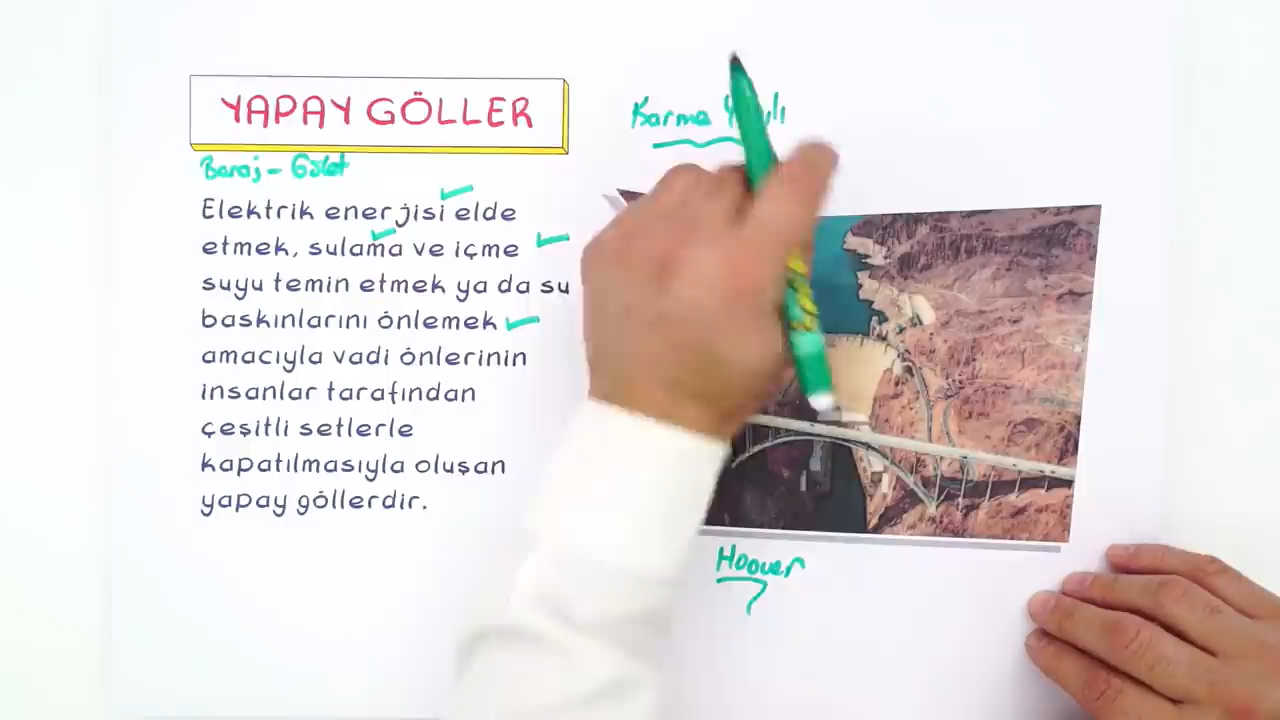 YAPAY GÖLLER
Baraj - Gölet
Elektrik enerjisi elde
etmek, sulama ve içme
suyu temin etmek ya da su
baskınlarını önlemek
amacıyla vadi önlerinin
insanlar tarafından
çeşitli setlerle
kapatılmasıyla oluşan
yapay göllerdir.
Karma
Hoover